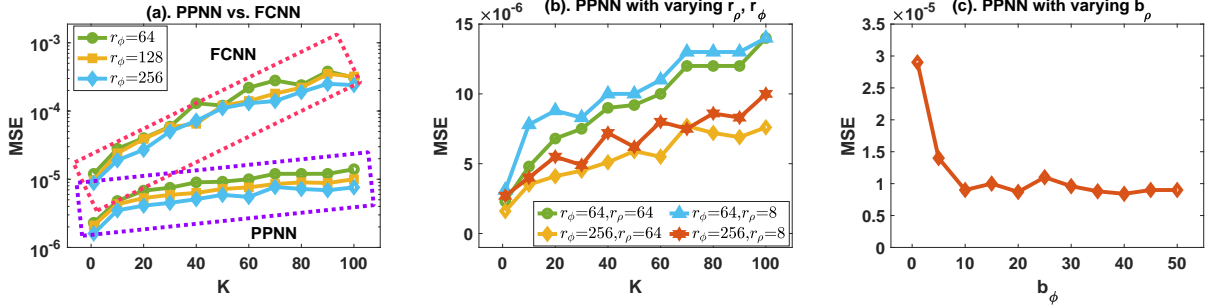 (a). PPNN vs. FCNN
10^{-3}
10^{-4}
10^{-5}
10^{-6}
MSE
r_ϕ=64
r_ϕ=128
r_ϕ=256
FCNN
PPNN
0 20 40 60 80 100
K
(b). PPNN with varying r_ρ, r_ϕ
×10^{-6}
15
10
5
0
MSE
r_ϕ=64,r_ρ=64
r_ϕ=64,r_ρ=8
r_ϕ=256,r_ρ=64
r_ϕ=256,r_ρ=8
0 20 40 60 80 100
K
(c). PPNN with varying b_ρ
3.5 ×10^{-5}
3
2.5
2
1.5
1
0.5
0
MSE
0 10 20 30 40 50
b_ϕ